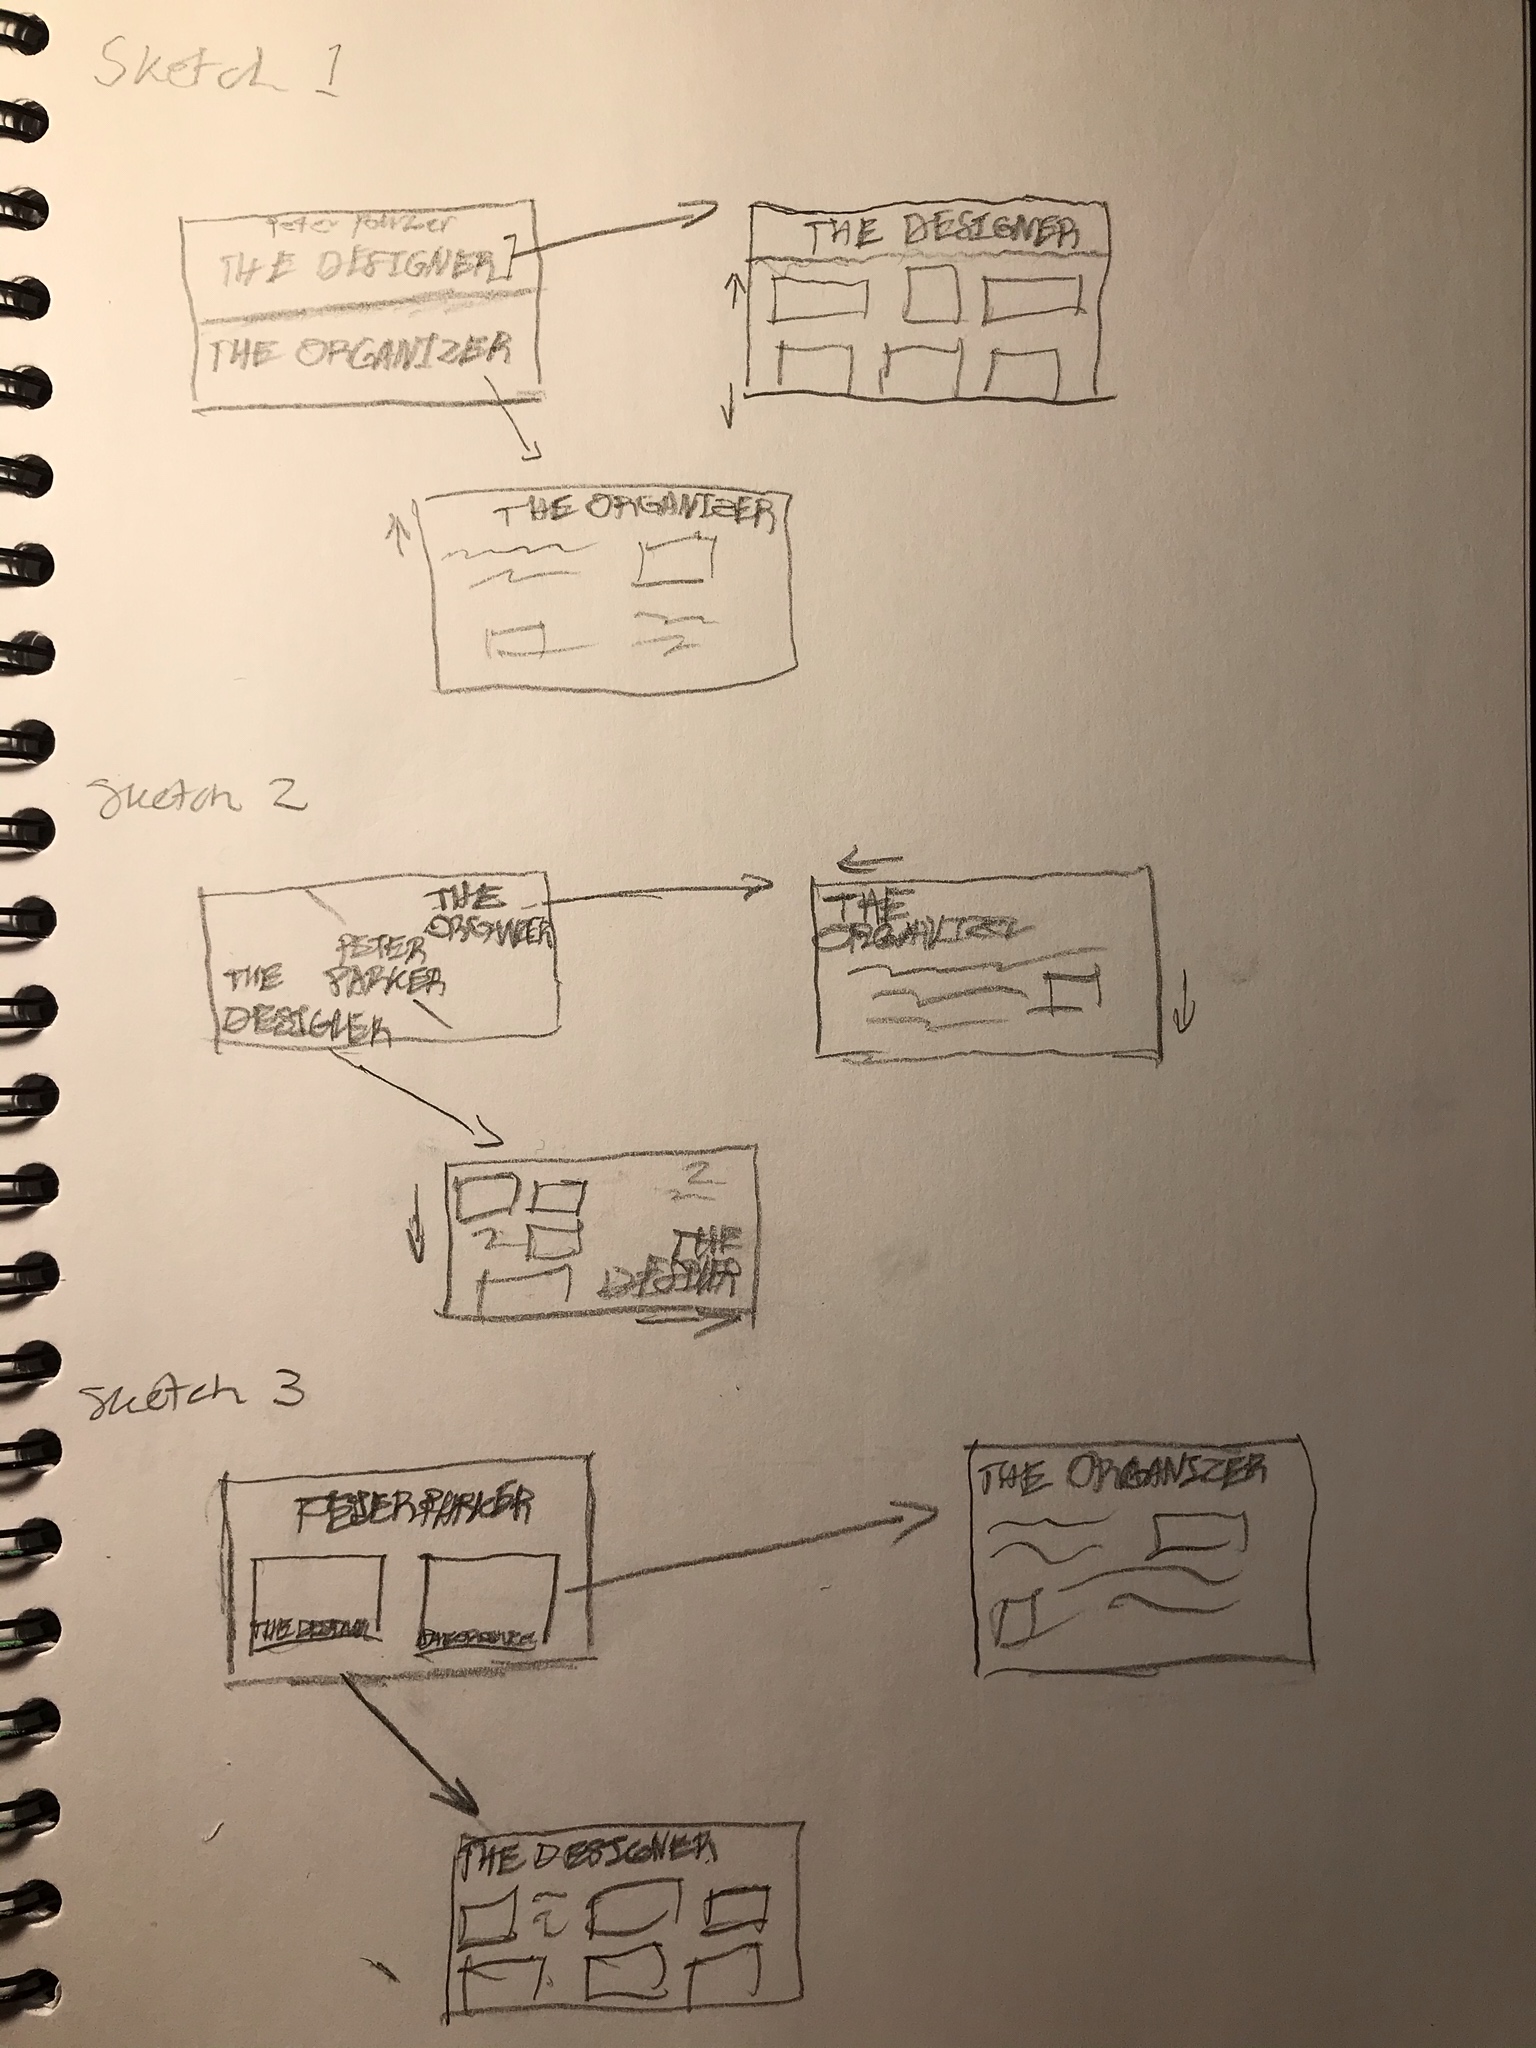 Sketch 1
Peter Parker
THE DESIGNER
THE ORGANIZER
THE DESIGNER
THE ORGANIZER
Sketch 2
THE
ORGANIZER
PETER
PARKER
THE
DESIGNER
THE
ORGANIZER
THE
DESIGNER
Sketch 3
PETER PARKER
THE DESIGNER
THE ORGANIZER
THE ORGANIZER
THE DESIGNER